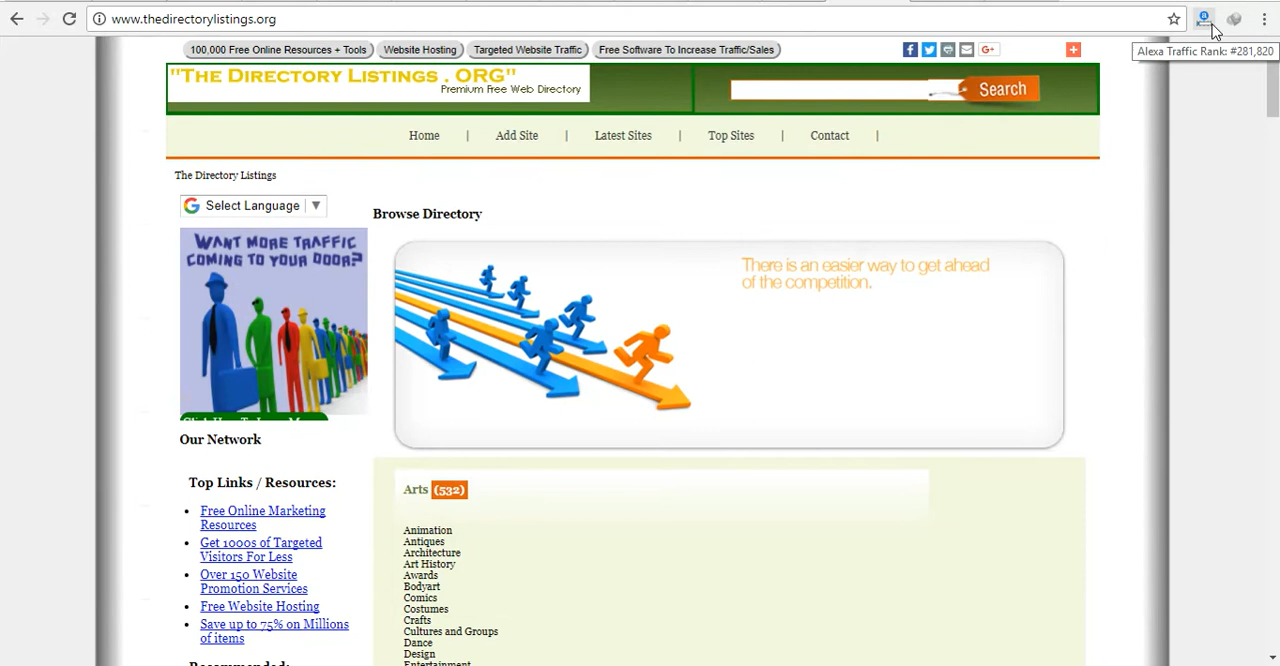 www.thedirectorylistings.org
Alexa Traffic Rank: #281,820
100,000 Free Online Resources + Tools
Website Hosting
Targeted Website Traffic
Free Software To Increase Traffic/Sales
G+
"THE DIRECTORY LISTINGS . ORG"
Premium Free Web Directory
Search
Home | Add Site | Latest Sites | Top Sites | Contact |
The Directory Listings
G Select Language ▼
WANT MORE TRAFFIC
COMING TO YOUR DOOR?
Our Network
Top Links / Resources:
• Free Online Marketing
Resources
• Get 1000s of Targeted
Visitors For Less
• Over 150 Website
Promotion Services
• Free Website Hosting
• Save up to 75% on Millions
of items
Recommended:
Browse Directory
There is an easier way to get ahead
of the competition.
Arts (532)
Animation
Antiques
Architecture
Art History
Awards
Bodyart
Comics
Costumes
Crafts
Cultures and Groups
Dance
Design
Entertainment